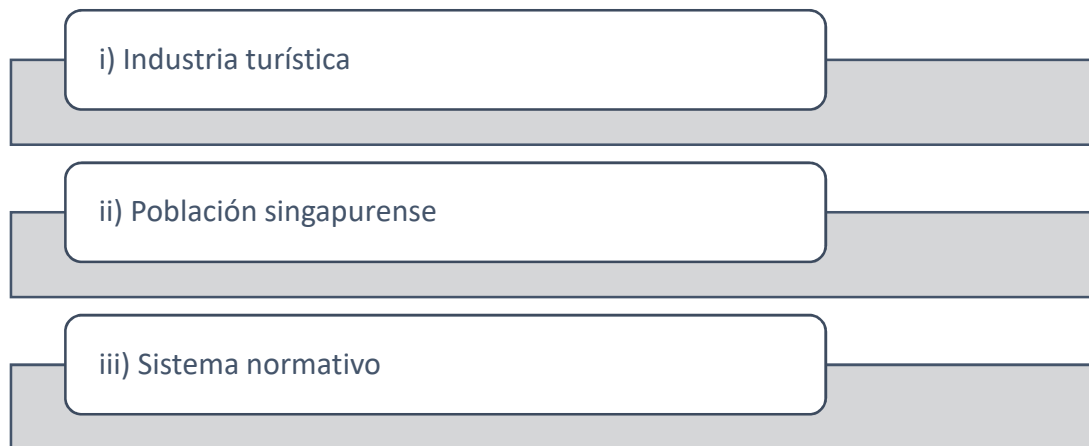 i) Industria turística
ii) Población singapurense
iii) Sistema normativo